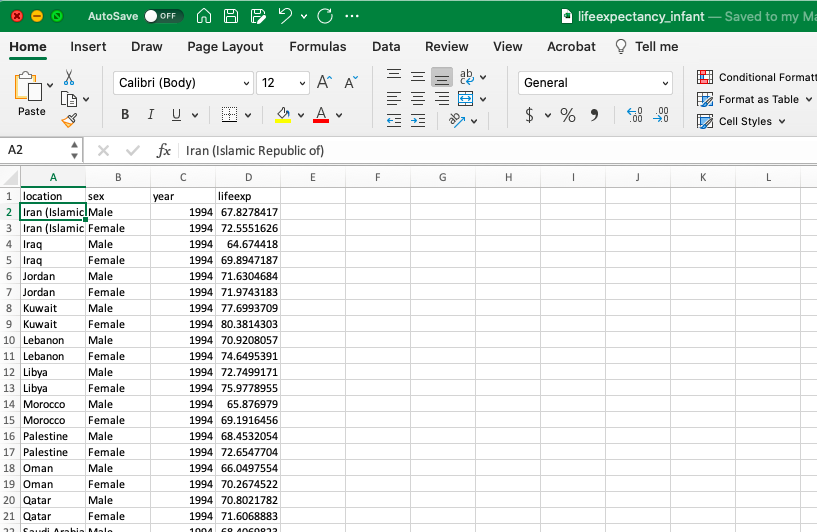 AutoSave OFF lifeexpectancy_infant — Saved to my Ma
Home Insert Draw Page Layout Formulas Data Review View Acrobat Tell me
Paste Calibri (Body) 12 A A General Conditional Formatt
B I U A ab $ % 9 .00 .00 Format as Table
Cell Styles
A2 fx Iran (Islamic Republic of)
A B C D E F G H I J K L
1 location sex year lifeexp
2 Iran (Islamic Male 1994 67.8278417
3 Iran (Islamic Female 1994 72.5551626
4 Iraq Male 1994 64.674418
5 Iraq Female 1994 69.8947187
6 Jordan Male 1994 71.6304684
7 Jordan Female 1994 71.9743183
8 Kuwait Male 1994 77.6993709
9 Kuwait Female 1994 80.3814303
10 Lebanon Male 1994 70.9208057
11 Lebanon Female 1994 74.6495391
12 Libya Male 1994 72.7499171
13 Libya Female 1994 75.9778955
14 Morocco Male 1994 65.876979
15 Morocco Female 1994 69.1916456
16 Palestine Male 1994 68.4532054
17 Palestine Female 1994 72.6547704
18 Oman Male 1994 66.0497554
19 Oman Female 1994 70.2674522
20 Qatar Male 1994 70.8021782
21 Qatar Female 1994 71.6068883
22 Saudi Arabia Male 1994